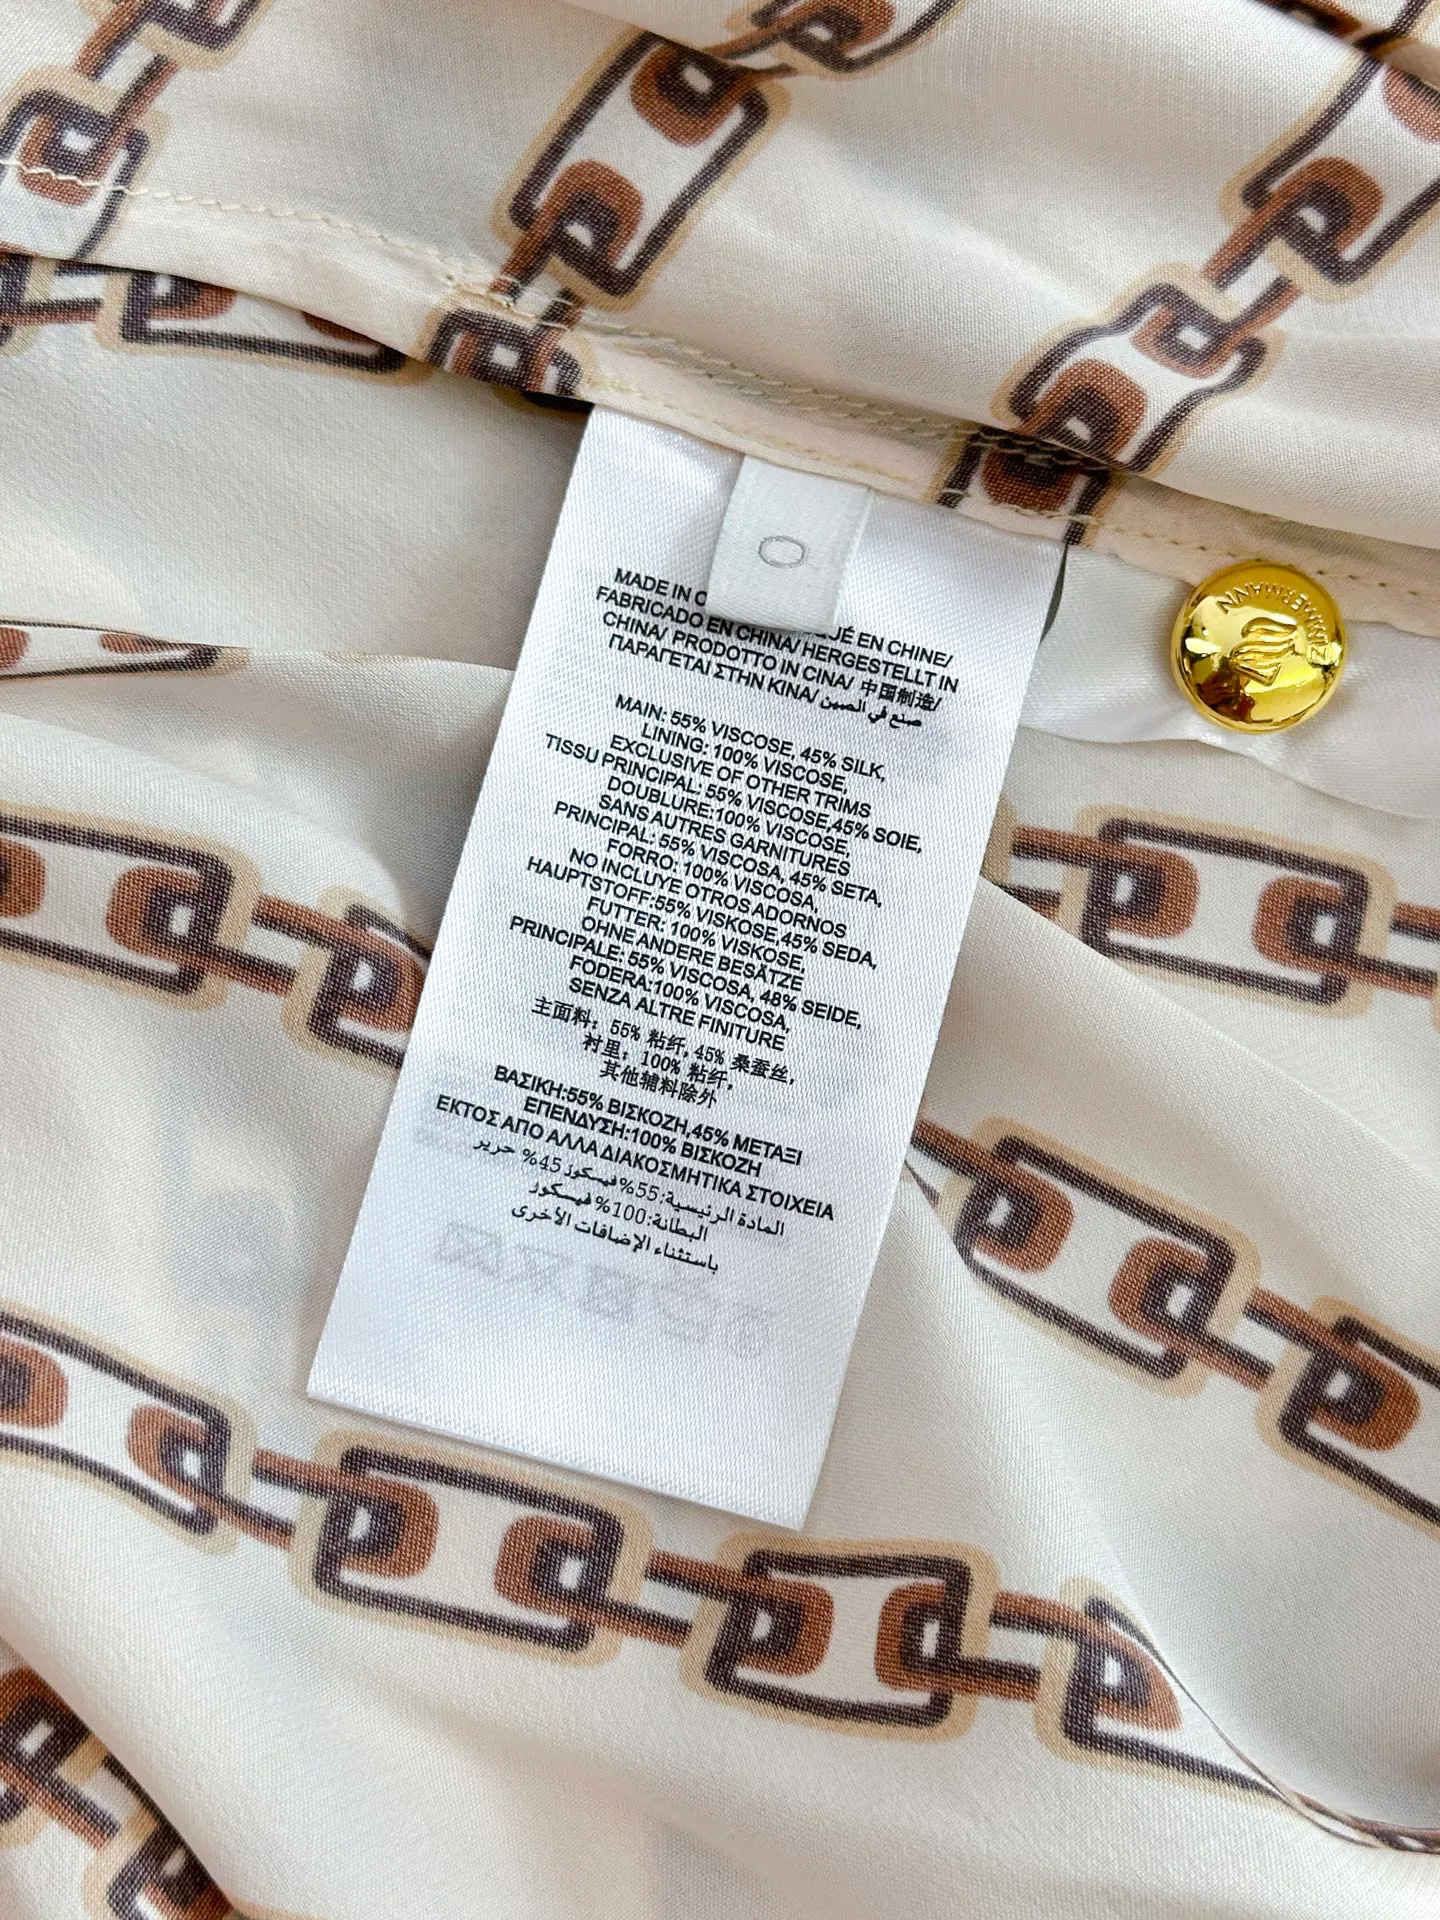 0
MADE IN C
FABRICADO EN CHINA/ HERGESTELLT IN
UÉ EN CHINE/
CHINA/ PRODOTTO IN CINA/ 中国制造/
ΠΑΡΑΓΕΤΑΙ ΣΤΗΝ ΚΙΝΑ/ صنع في الصين
MAIN: 55% VISCOSE, 45% SILK,
LINING: 100% VISCOSE,
EXCLUSIVE OF OTHER TRIMS
TISSU PRINCIPAL: 55% VISCOSE,45% SOIE,
DOUBLURE:100% VISCOSE,
SANS AUTRES GARNITURES
PRINCIPAL: 55% VISCOSA, 45% SETA,
FORRO: 100% VISCOSA,
NO INCLUYE OTROS ADORNOS
HAUPTSTOFF:55% VISKOSE,45% SEDA,
FUTTER: 100% VISKOSE,
OHNE ANDERE BESÄTZE
PRINCIPALE: 55% VISCOSA, 48% SEIDE,
FODERA:100% VISCOSA,
SENZA ALTRE FINITURE
主面料：55% 粘纤, 45% 桑蚕丝,
衬里：100% 粘纤,
其他辅料除外
ΒΑΣΙΚΗ:55% ΒΙΣΚΟΖΗ,45% ΜΕΤΑΞΙ
ΕΠΕΝΔΥΣΗ:100% ΒΙΣΚΟΖΗ
ΕΚΤΟΣ ΑΠΟ ΑΛΛΑ ΔΙΑΚΟΣΜΗΤΙΚΑ ΣΤΟΙΧΕΙΑ
المادة الرئيسية:55% فيسكوز 45% حرير
البطانة:100% فيسكوز
باستثناء الإضافات الأخرى
ZIMMERMANN